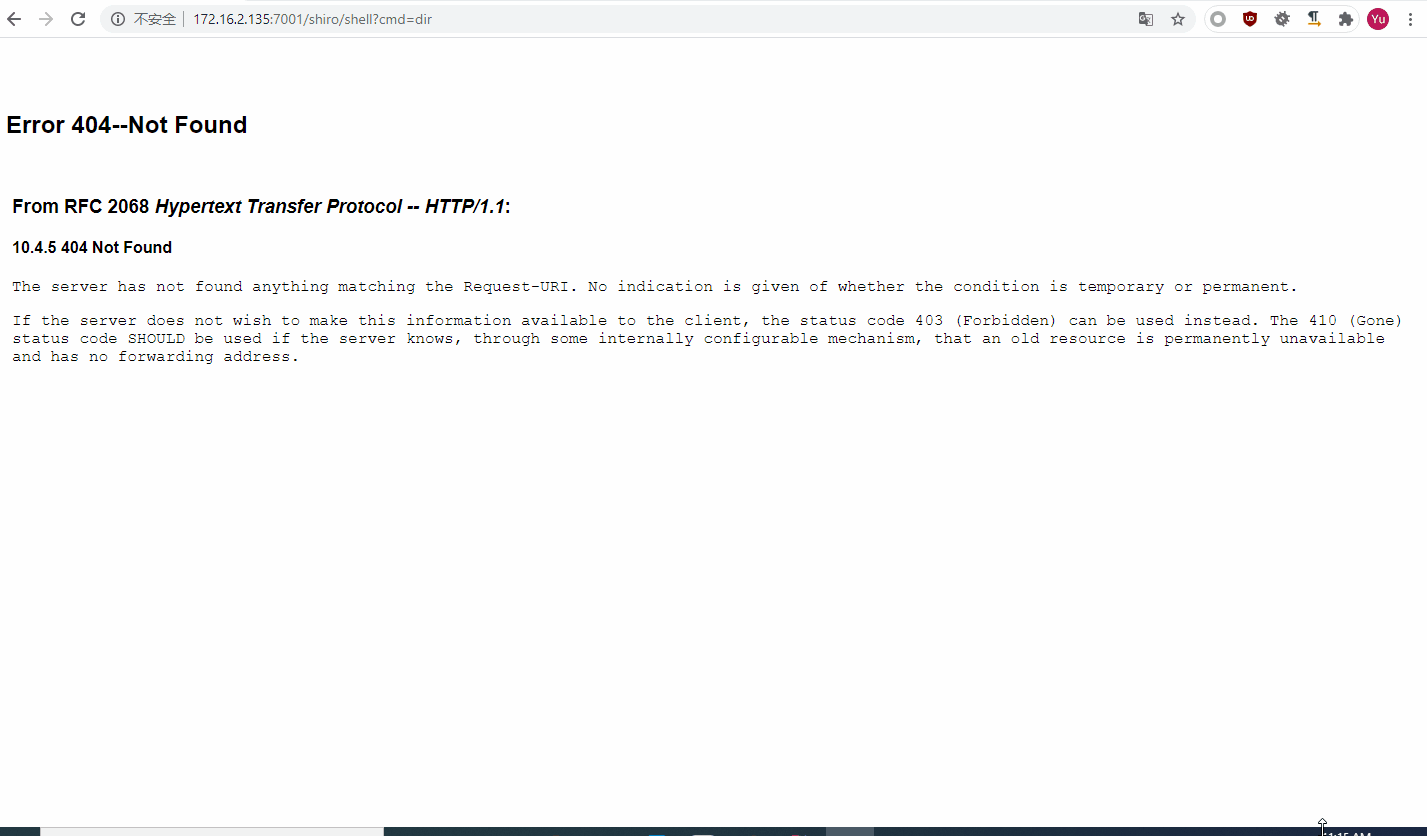 不安全 172.16.2.135:7001/shiro/shell?cmd=dir
Yu
Error 404--Not Found
From RFC 2068 Hypertext Transfer Protocol -- HTTP/1.1:
10.4.5 404 Not Found
The server has not found anything matching the Request-URI. No indication is given of whether the condition is temporary or permanent.
If the server does not wish to make this information available to the client, the status code 403 (Forbidden) can be used instead. The 410 (Gone)
status code SHOULD be used if the server knows, through some internally configurable mechanism, that an old resource is permanently unavailable
and has no forwarding address.